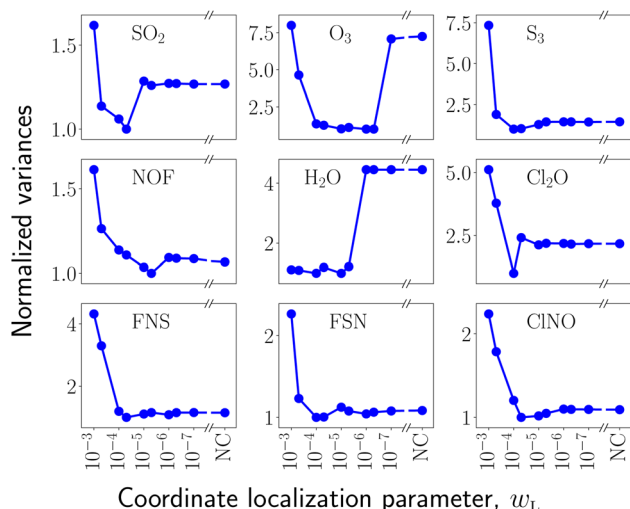 SO₂
1.5
1.0
O₃
7.5
5.0
2.5
S₃
7.5
5.0
2.5
Normalized variances
NOF
1.5
1.0
H₂O
4
2
Cl₂O
5.0
2.5
FNS
4
2
FSN
2
1
ClNO
2
1
10⁻³ 10⁻⁴ 10⁻⁵ 10⁻⁶ 10⁻⁷ NC
10⁻³ 10⁻⁴ 10⁻⁵ 10⁻⁶ 10⁻⁷ NC
10⁻³ 10⁻⁴ 10⁻⁵ 10⁻⁶ 10⁻⁷ NC
Coordinate localization parameter, w_L